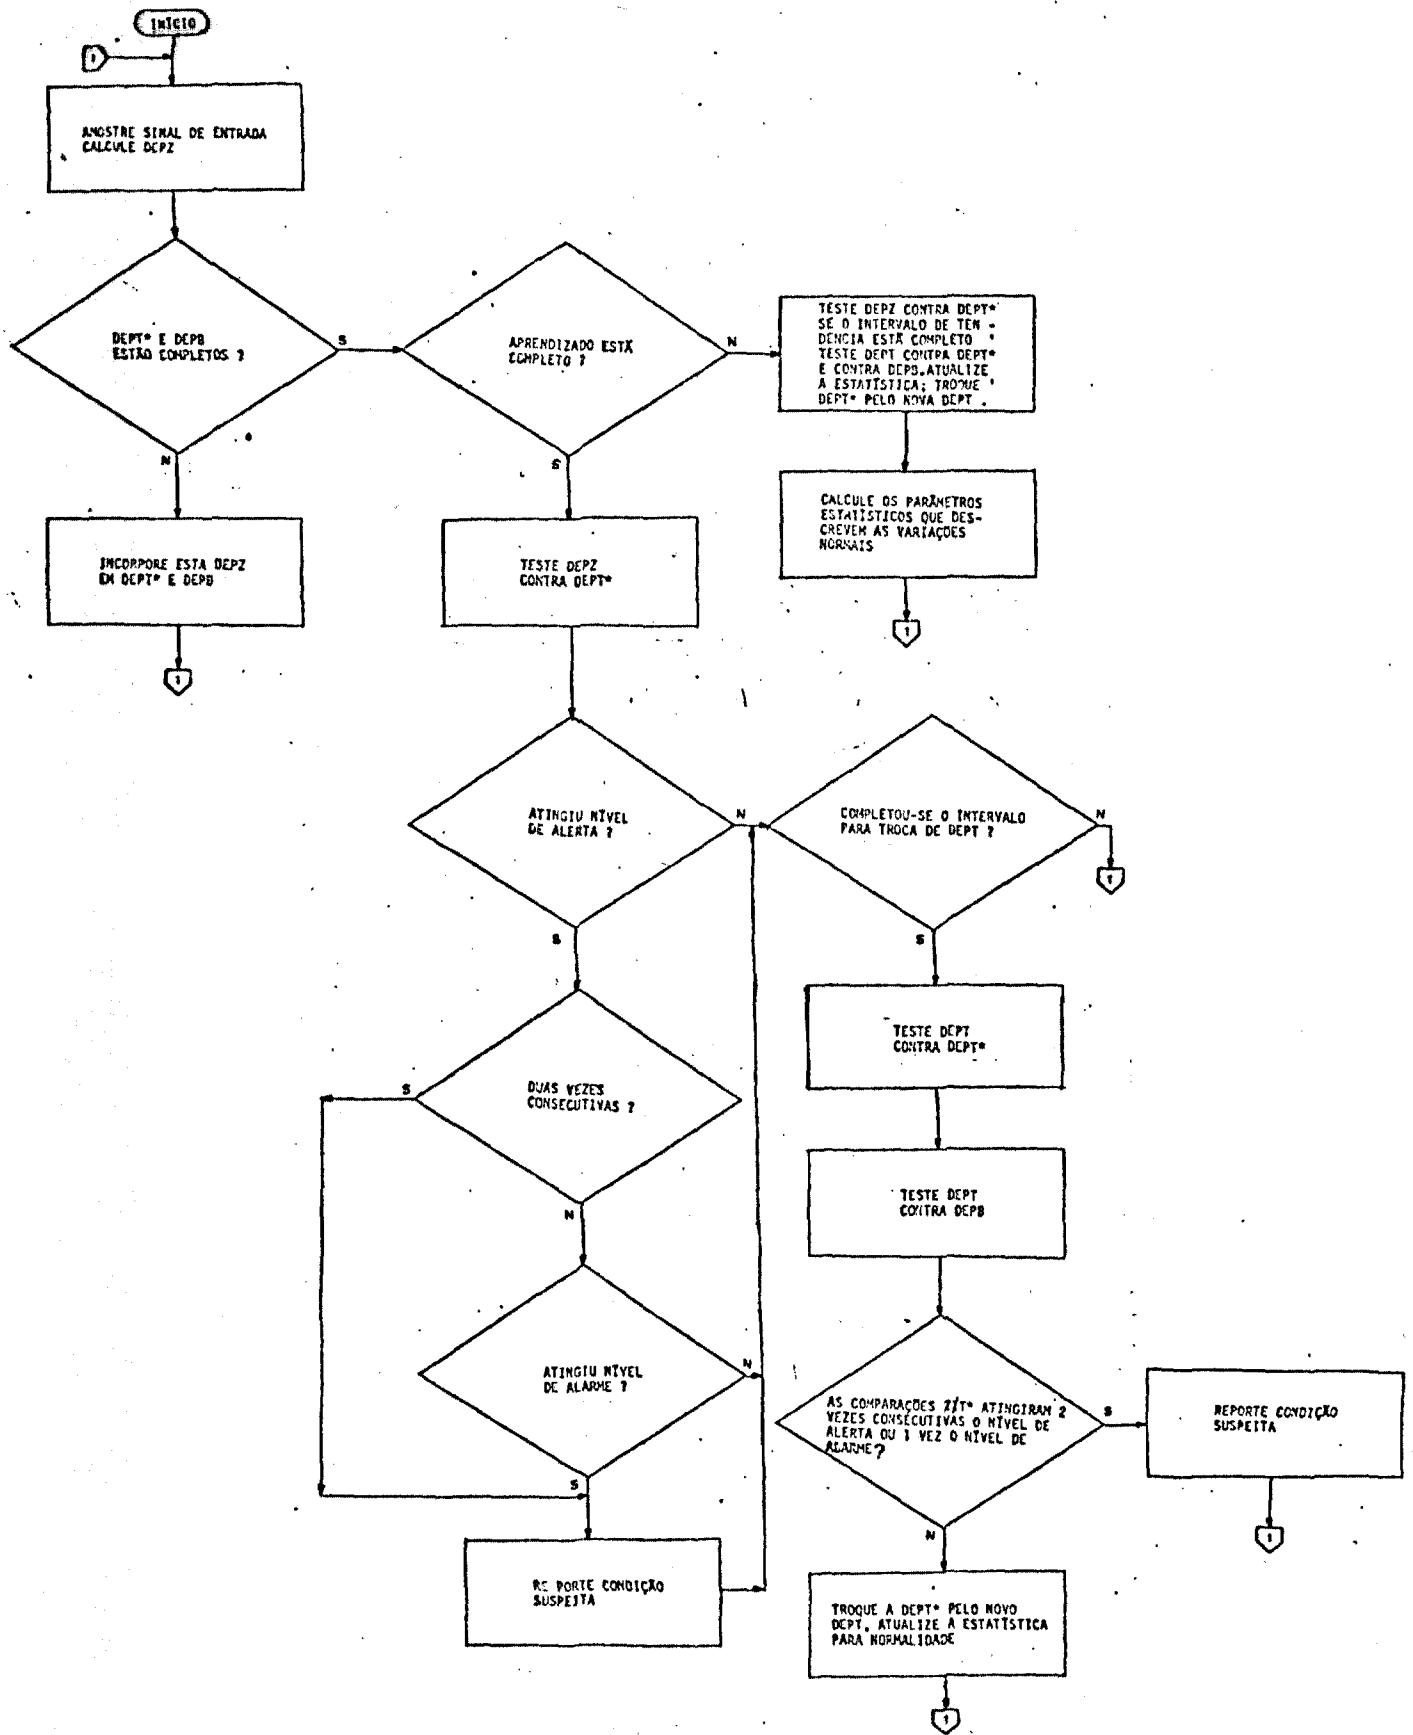 INÍCIO
1
AMOSTRE SINAL DE ENTRADA
CALCULE DEPZ
DEPT* E DEPB
ESTÃO COMPLETOS ?
S
N
INCORPORE ESTA DEPZ
EM DEPT* E DEPB
1
APRENDIZADO ESTÃ
COMPLETO ?
N
S
TESTE DEPZ CONTRA DEPT*
SE O INTERVALO DE TEN -
DENCIA ESTÃ COMPLETO '
TESTE DEPT CONTRA DEPT*
E CONTRA DEPB.ATUALIZE
A ESTATÍSTICA; TROQUE '
DEPT* PELO NOVA DEPT .
CALCULE OS PARÂMETROS
ESTATÍSTICOS QUE DES-
CREVEM AS VARIAÇÕES
NORMAIS
1
TESTE DEPZ
CONTRA DEPT*
ATINGIU NÍVEL
DE ALERTA ?
N
S
COMPLETOU-SE O INTERVALO
PARA TROCA DE DEPT ?
N
1
S
DUAS VEZES
CONSECUTIVAS ?
S
N
TESTE DEPT
CONTRA DEPT*
TESTE DEPT
CONTRA DEPB
ATINGIU NÍVEL
DE ALARME ?
N
S
AS COMPARAÇÕES Z/T* ATINGIRAM 2
VEZES CONSECUTIVAS O NÍVEL DE
ALERTA OU 1 VEZ O NÍVEL DE
ALARME?
S
N
REPORTE CONDIÇÃO
SUSPEITA
1
RE PORTE CONDIÇÃO
SUSPEITA
TROQUE A DEPT* PELO NOVO
DEPT. ATUALIZE A ESTATÍSTICA
PARA NORMALIDADE
1